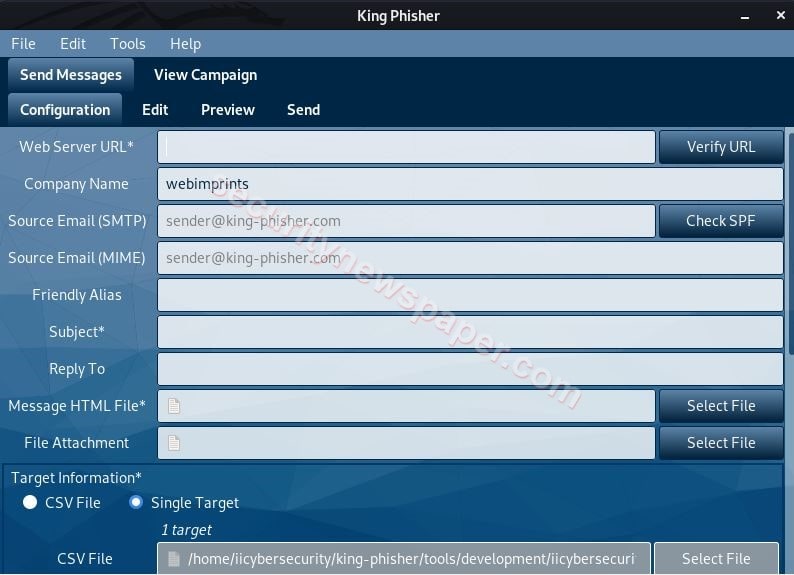 King Phisher
File Edit Tools Help
Send Messages View Campaign
Configuration Edit Preview Send
Web Server URL* Verify URL
Company Name webimprints
Source Email (SMTP) sender@king-phisher.com Check SPF
Source Email (MIME) sender@king-phisher.com
Friendly Alias
Subject*
Reply To
Message HTML File* Select File
File Attachment Select File
Target Information*
CSV File Single Target
1 target
CSV File /home/iicybersecurity/king-phisher/tools/development/iicybersecuri Select File
securitynewspaper.com